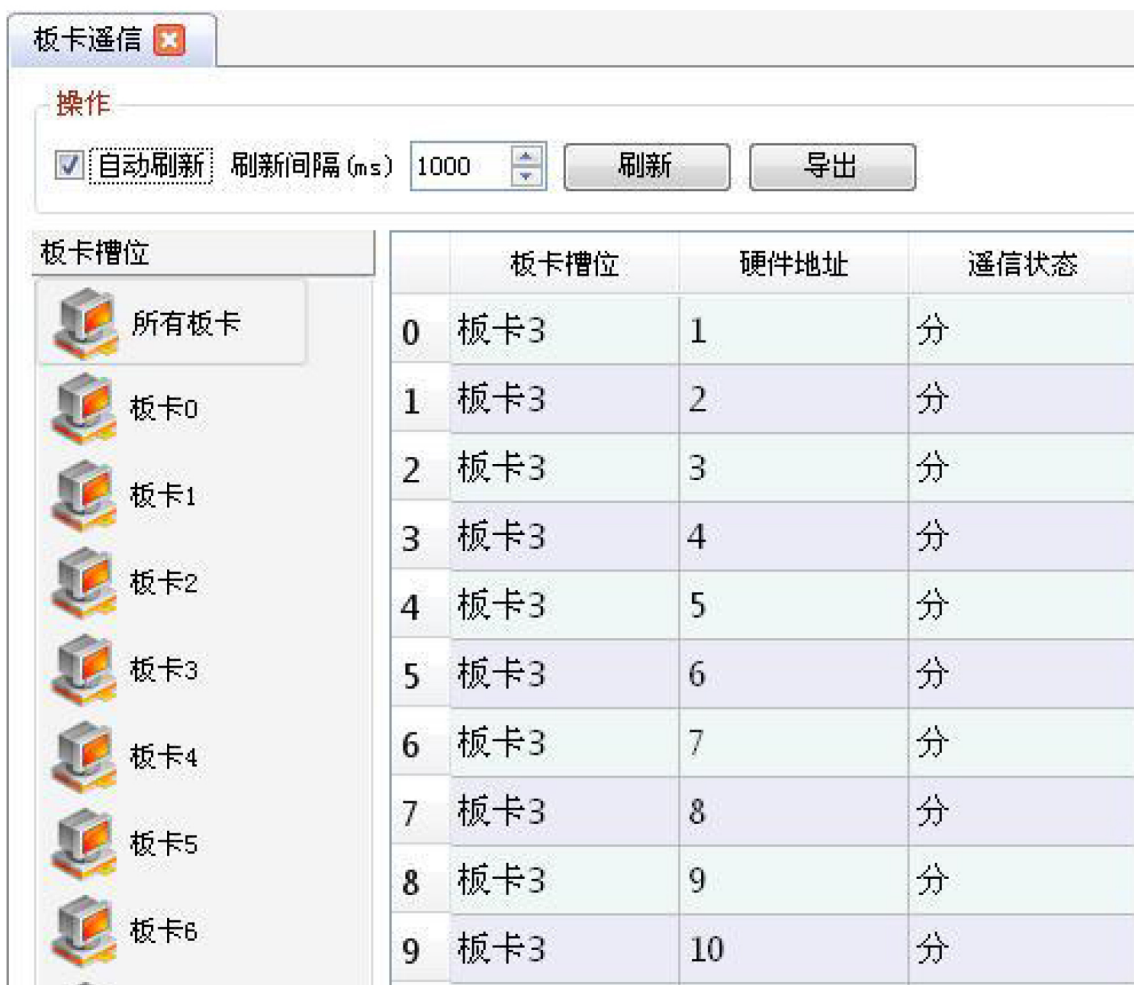 板卡遥信
操作
自动刷新 刷新间隔(ms) 1000 刷新 导出
板卡槽位
所有板卡
板卡0
板卡1
板卡2
板卡3
板卡4
板卡5
板卡6
板卡槽位 硬件地址 遥信状态
0 板卡3 1 分
1 板卡3 2 分
2 板卡3 3 分
3 板卡3 4 分
4 板卡3 5 分
5 板卡3 6 分
6 板卡3 7 分
7 板卡3 8 分
8 板卡3 9 分
9 板卡3 10 分